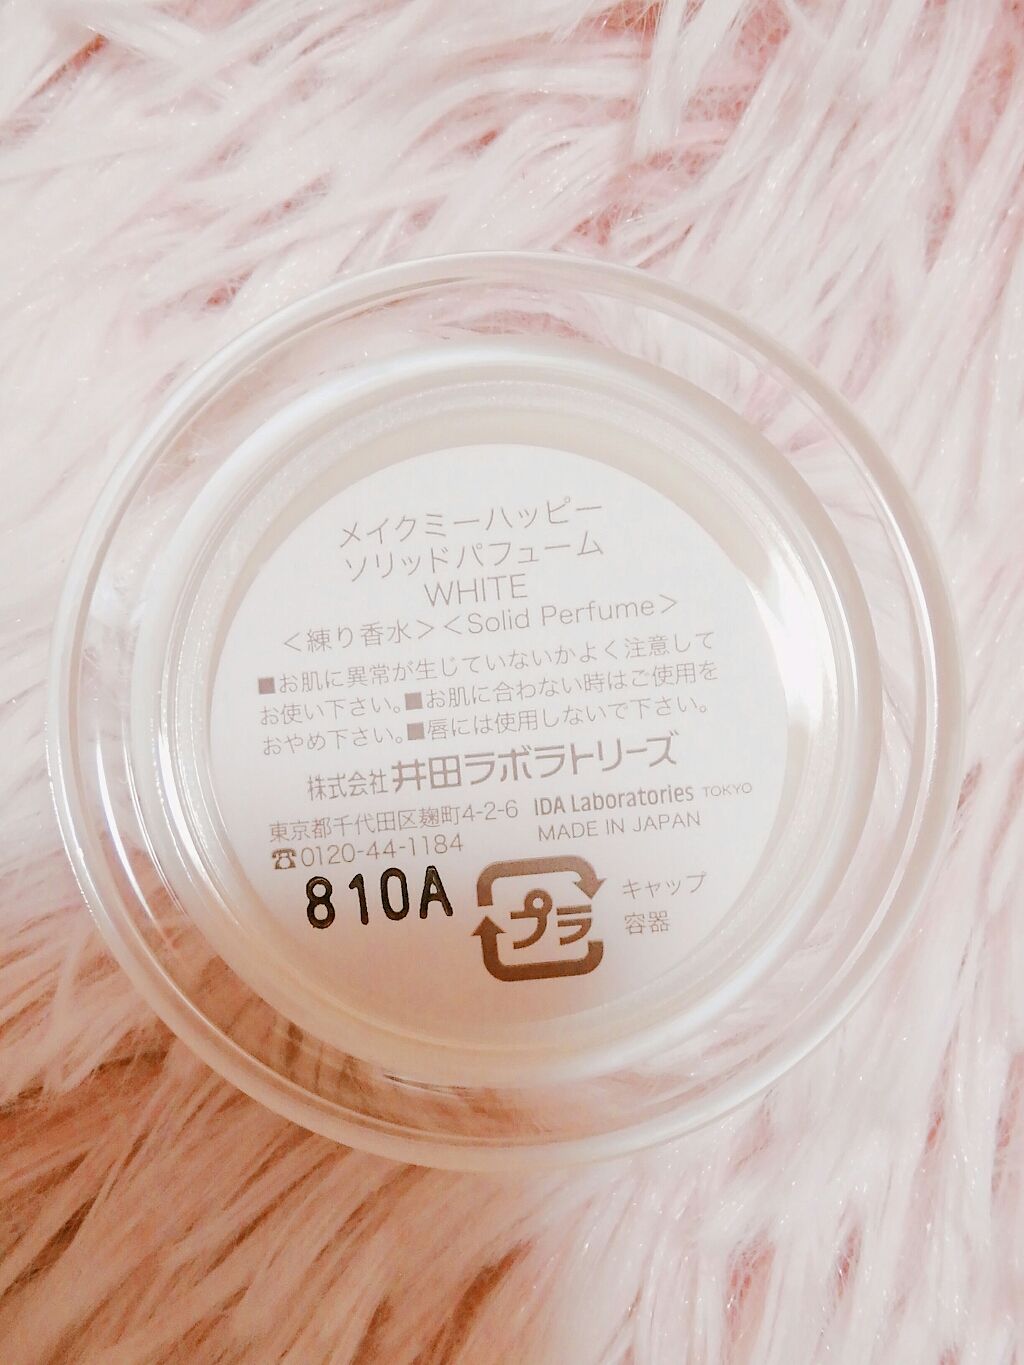 メイクミーハッピー
ソリッドパフューム
WHITE
＜練り香水＞＜Solid Perfume＞
■お肌に異常が生じていないかよく注意して
お使い下さい。■お肌に合わない時はご使用を
おやめ下さい。■唇には使用しないで下さい。
株式会社 井田ラボラトリーズ
東京都千代田区麹町4-2-6 IDA Laboratories TOKYO
☎0120-44-1184 MADE IN JAPAN
810A
プラ
キャップ
容器